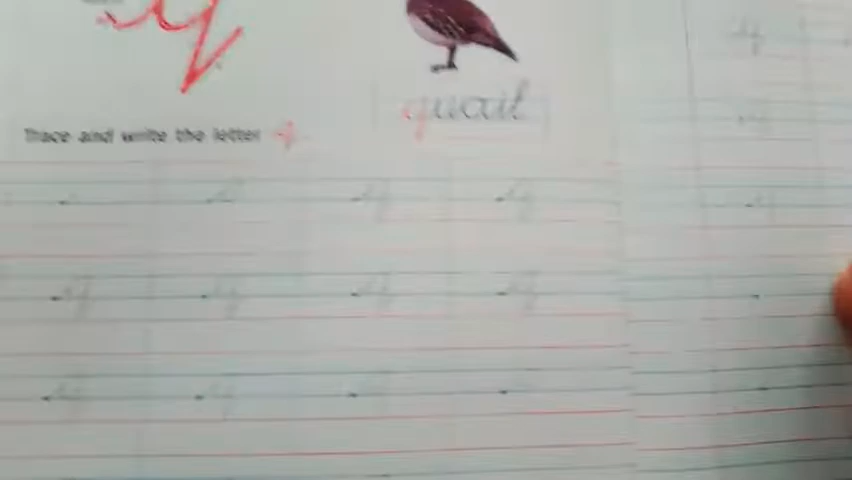 q
quail
Trace and write the letter q
q q q q
q q q q
q q q